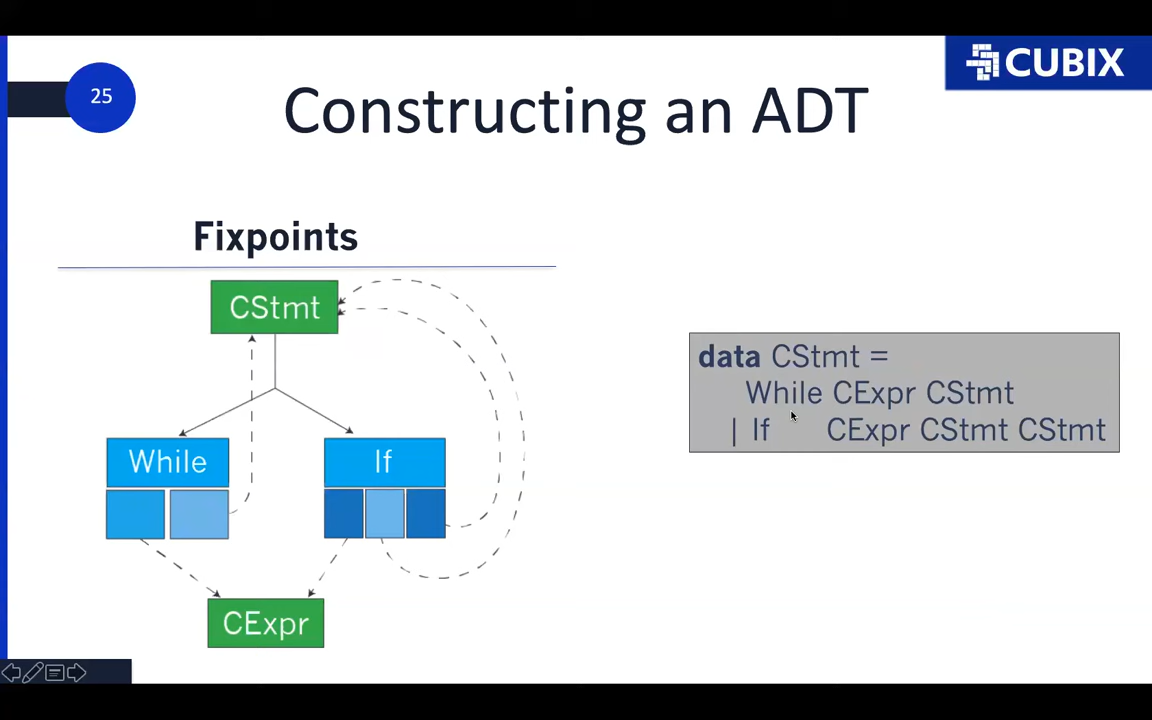 25
CUBIX
Constructing an ADT
Fixpoints
CStmt
While
If
CExpr
data CStmt =
While CExpr CStmt
| If CExpr CStmt CStmt